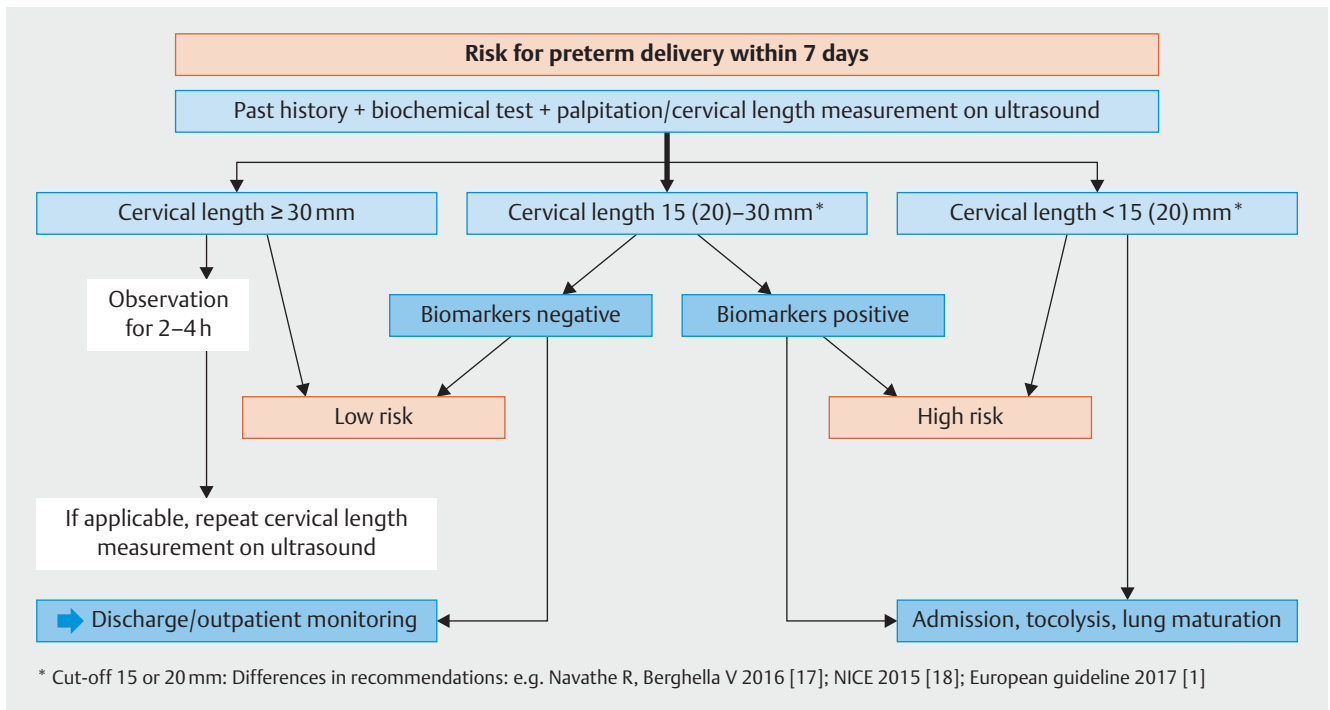 Risk for preterm delivery within 7 days
Past history + biochemical test + palpitation/cervical length measurement on ultrasound
Cervical length ≥ 30 mm
Cervical length 15 (20)–30 mm*
Cervical length < 15 (20) mm*
Observation
for 2–4 h
Biomarkers negative
Biomarkers positive
Low risk
High risk
If applicable, repeat cervical length
measurement on ultrasound
Discharge/outpatient monitoring
Admission, tocolysis, lung maturation
* Cut-off 15 or 20 mm: Differences in recommendations: e.g. Navathe R, Berghella V 2016 [17]; NICE 2015 [18]; European guideline 2017 [1]